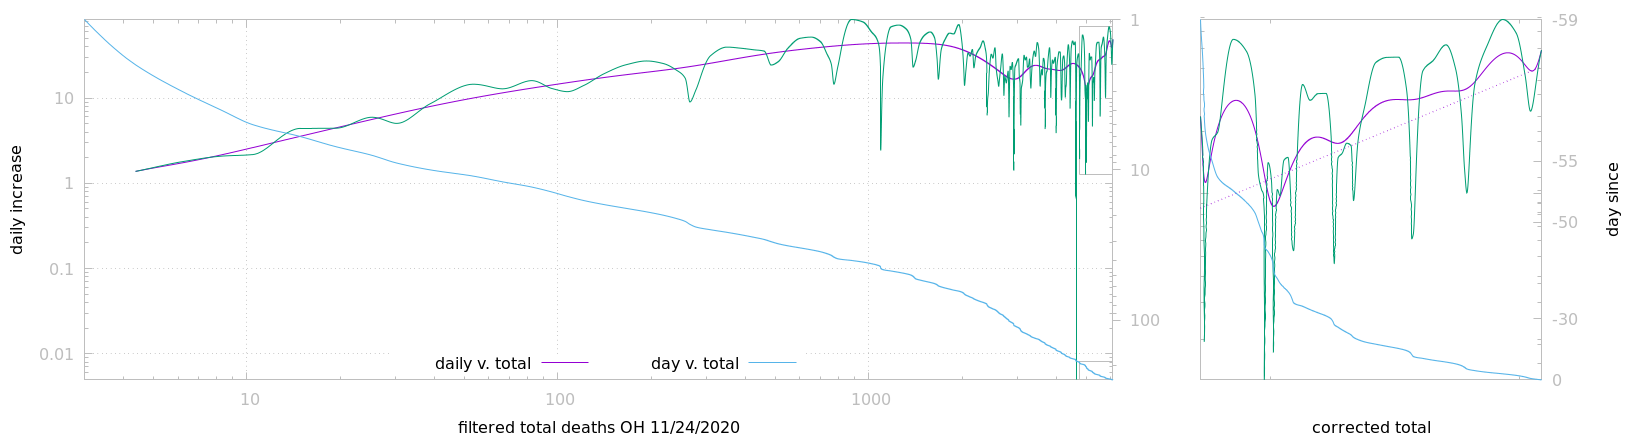 daily increase
10
1
0.1
0.01
daily v. total
day v. total
10
100
1000
filtered total deaths OH 11/24/2020
1
10
100
-59
-55
-50
-30
0
day since
corrected total